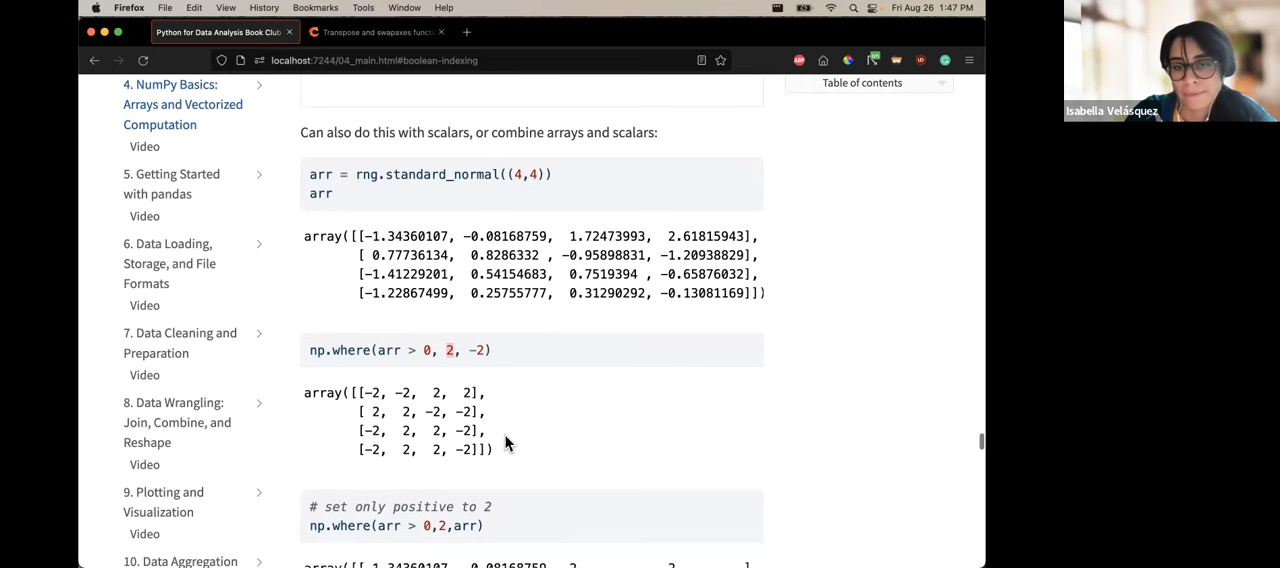 Firefox File Edit View History Bookmarks Tools Window Help Fri Aug 26 1:47 PM
Python for Data Analysis Book Club Transpose and swapaxes functi
localhost:7244/04_main.html#boolean-indexing
4. NumPy Basics:
Arrays and Vectorized
Computation
Video
5. Getting Started
with pandas
Video
6. Data Loading,
Storage, and File
Formats
Video
7. Data Cleaning and
Preparation
Video
8. Data Wrangling:
Join, Combine, and
Reshape
Video
9. Plotting and
Visualization
Video
10. Data Aggregation
Can also do this with scalars, or combine arrays and scalars:
arr = rng.standard_normal((4,4))
arr
array([[-1.34360107, -0.08168759, 1.72473993, 2.61815943],
[ 0.77736134, 0.8286332 , -0.95898831, -1.20938829],
[-1.41229201, 0.54154683, 0.7519394 , -0.65876032],
[-1.22867499, 0.25755777, 0.31290292, -0.13081169]])
np.where(arr > 0, 2, -2)
array([[-2, -2, 2, 2],
[ 2, 2, -2, -2],
[-2, 2, 2, -2],
[-2, 2, 2, -2]])
# set only positive to 2
np.where(arr > 0,2,arr)
array([[-1.34360107, -0.08168759, 2. , 2. ],
Table of contents
Isabella Velásquez